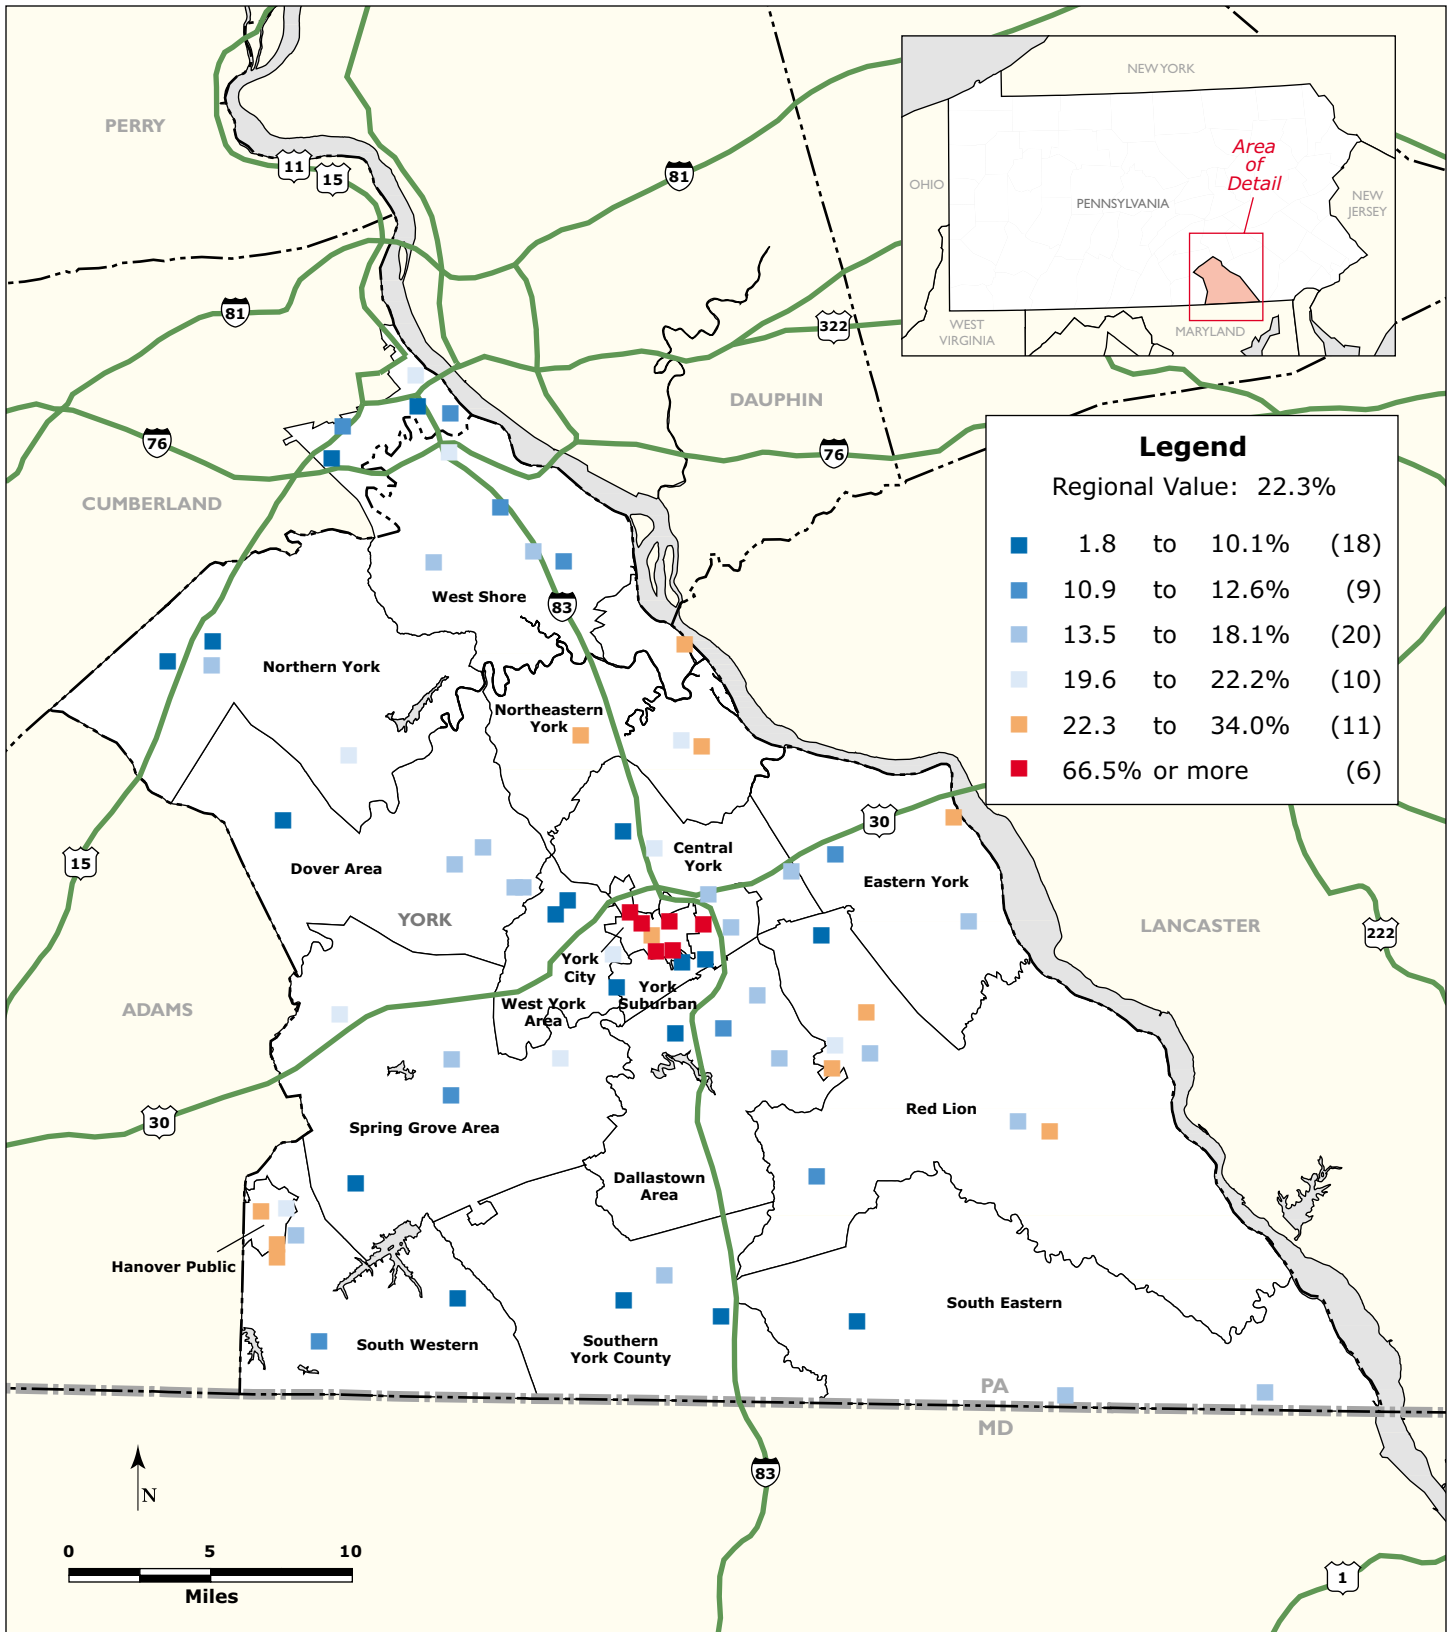 PERRY
11
15
81
81
322
76
76
DAUPHIN
CUMBERLAND
NEW YORK
OHIO
PENNSYLVANIA
Area
of
Detail
NEW
JERSEY
WEST
VIRGINIA
MARYLAND
Legend
Regional Value: 22.3%
1.8 to 10.1% (18)
10.9 to 12.6% (9)
13.5 to 18.1% (20)
19.6 to 22.2% (10)
22.3 to 34.0% (11)
66.5% or more (6)
West Shore
83
Northern York
Northeastern
York
15
30
Dover Area
Central
York
Eastern York
YORK
LANCASTER
222
York
City
York
Suburban
West York
Area
ADAMS
30
Spring Grove Area
Red Lion
Dallastown
Area
Hanover Public
South Western
Southern
York County
South Eastern
PA
MD
83
N
0 5 10
Miles
1